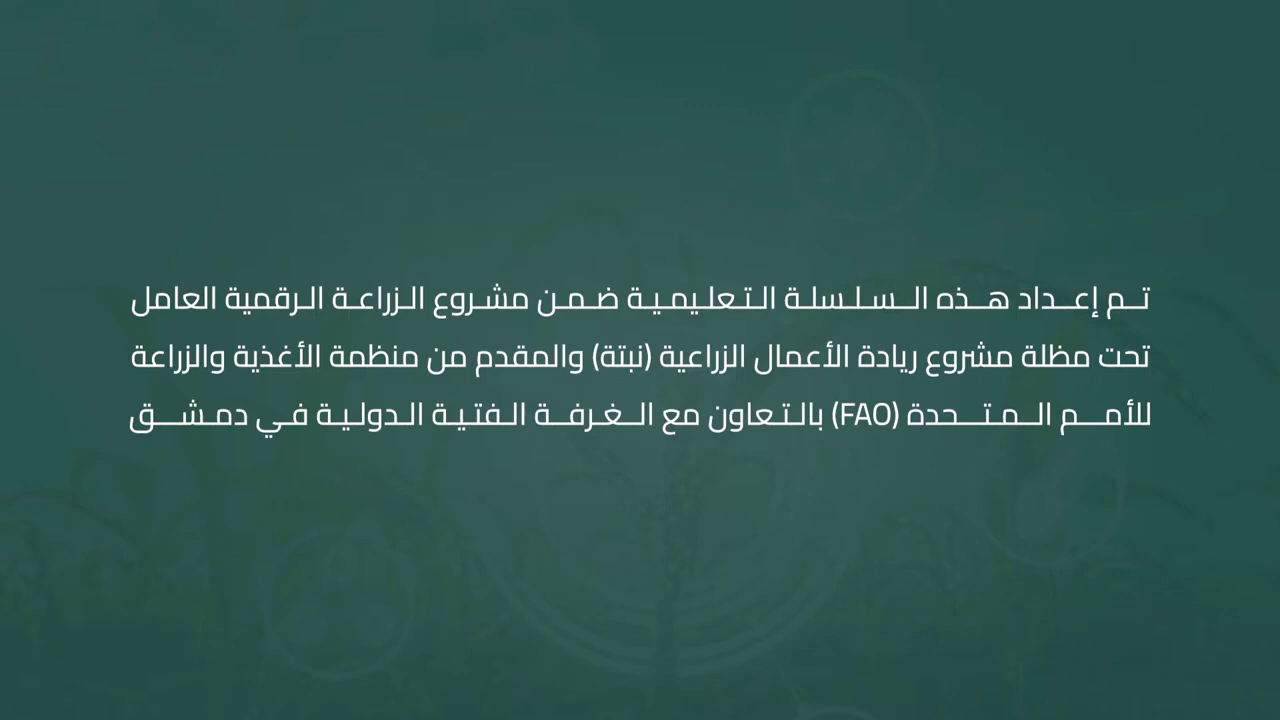 تم إعداد هذه السلسلة التعليمية ضمن مشروع الزراعة الرقمية العامل
تحت مظلة مشروع ريادة الأعمال الزراعية (نبتة) والمقدم من منظمة الأغذية والزراعة
للأمم المتحدة (FAO) بالتعاون مع الغرفة الفتية الدولية في دمشق